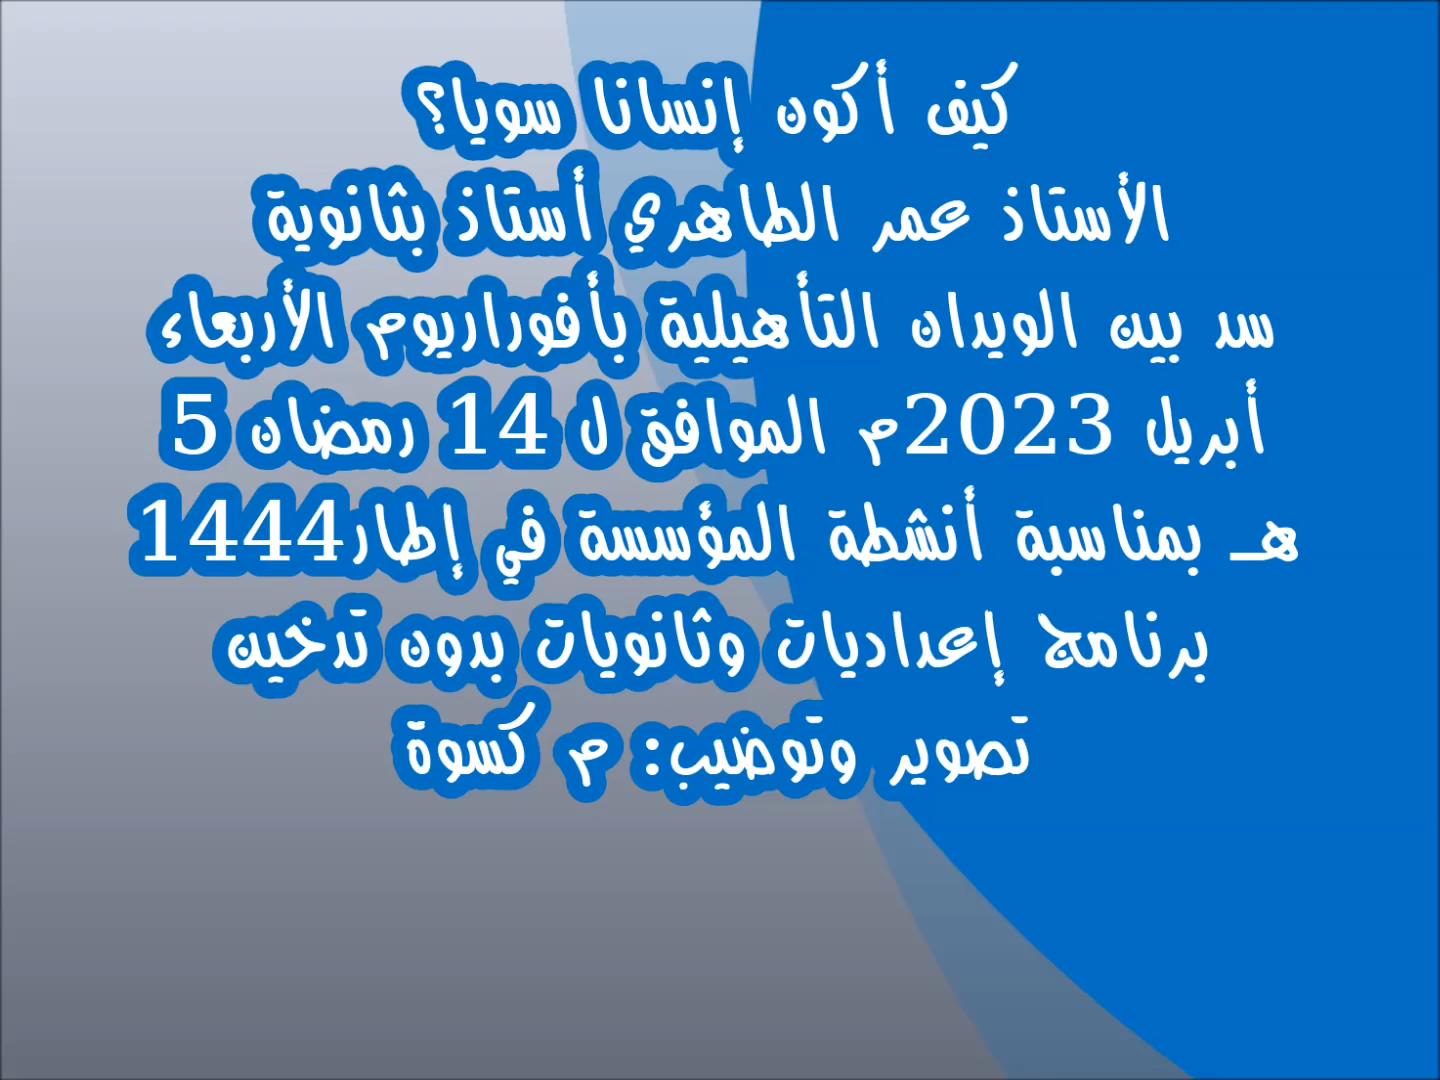 كيف أكون إنسانا سويا؟
الأستاذ عمر الطاهري أستاذ بثانوية
سد بين الويدان التأهيلية بأفوراريوم الأربعاء
أبريل 2023م الموافق ل 14 رمضان 5
هـ بمناسبة أنشطة المؤسسة في إطار1444
برنامج إعداديات وثانويات بدون تدخين
تصوير وتوضيب: م كسوة